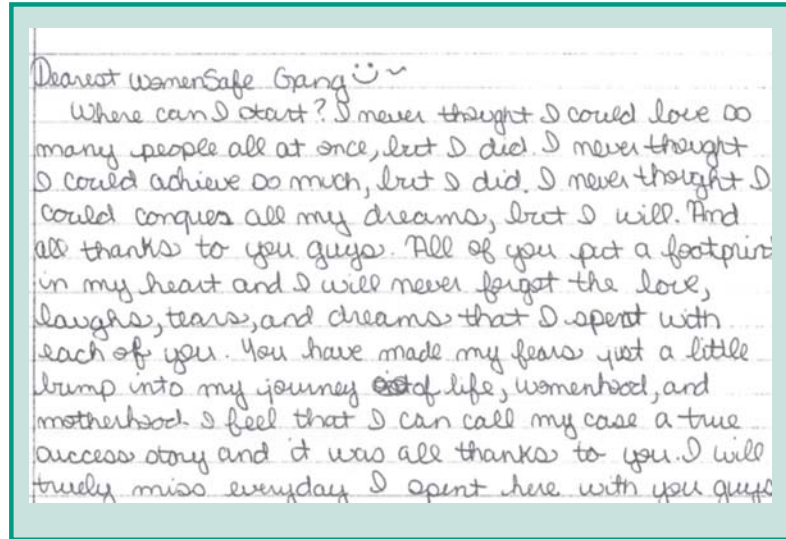 Dearest WomenSafe Gang
Where can I start? I never thought I could love so
many people all at once, but I did. I never thought
I could achieve so much, but I did. I never thought I
could conquer all my dreams, but I will. And
all thanks to you guys. All of you put a footprint
in my heart and I will never forget the love,
laughs, tears, and dreams that I spent with
each of you. You have made my fears just a little
bump into my journey of life, womenhood, and
motherhood. I feel that I can call my case a true
success story and it was all thanks to you. I will
truely miss everyday I spent here with you guys